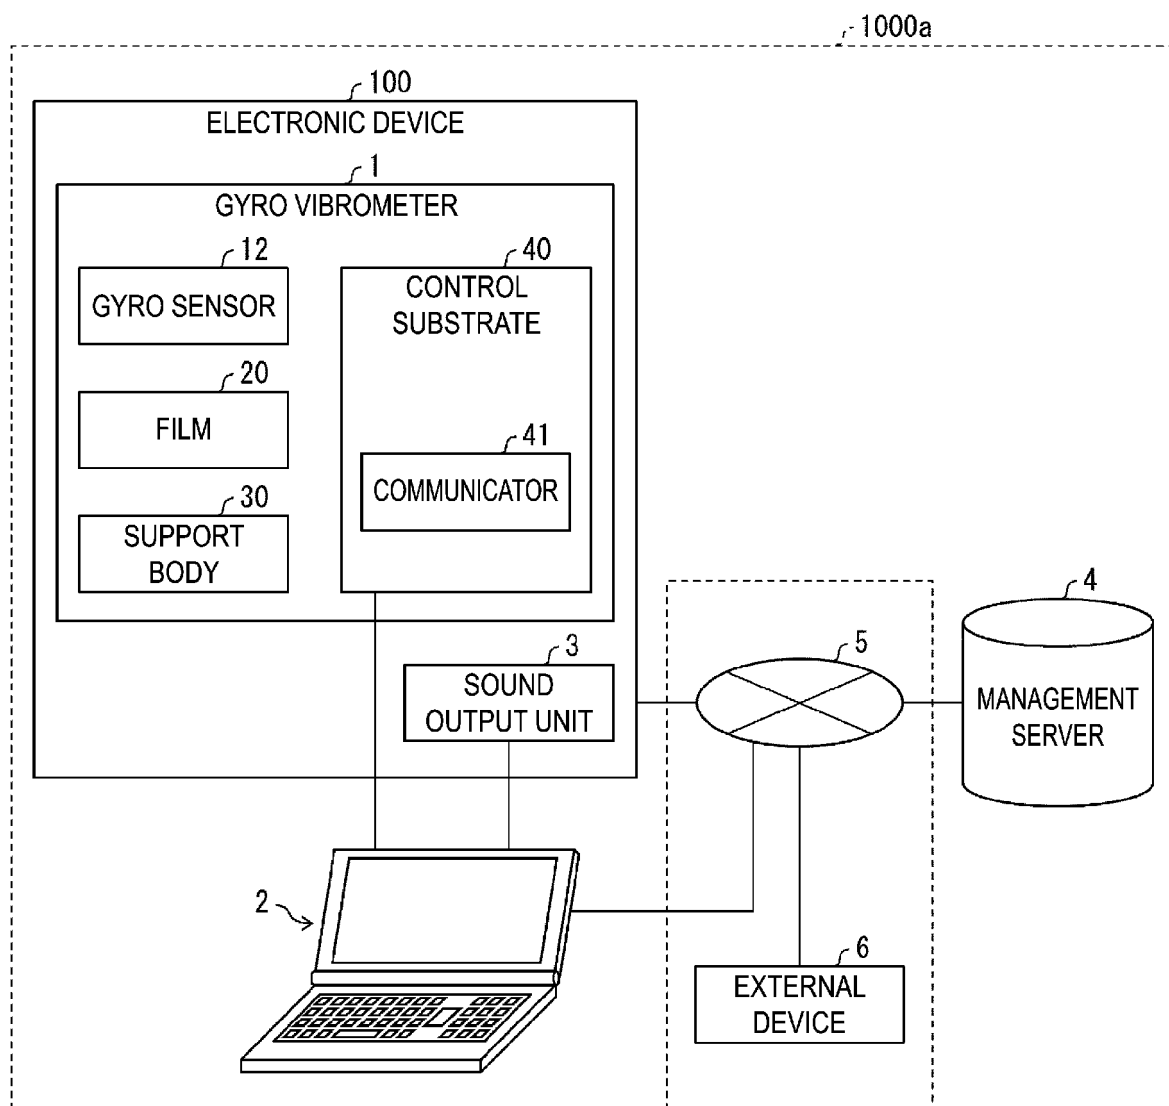 1000a
100
ELECTRONIC DEVICE
1
GYRO VIBROMETER
12
GYRO SENSOR
40
CONTROL
SUBSTRATE
20
FILM
41
COMMUNICATOR
30
SUPPORT
BODY
3
SOUND
OUTPUT UNIT
5
4
MANAGEMENT
SERVER
2
6
EXTERNAL
DEVICE